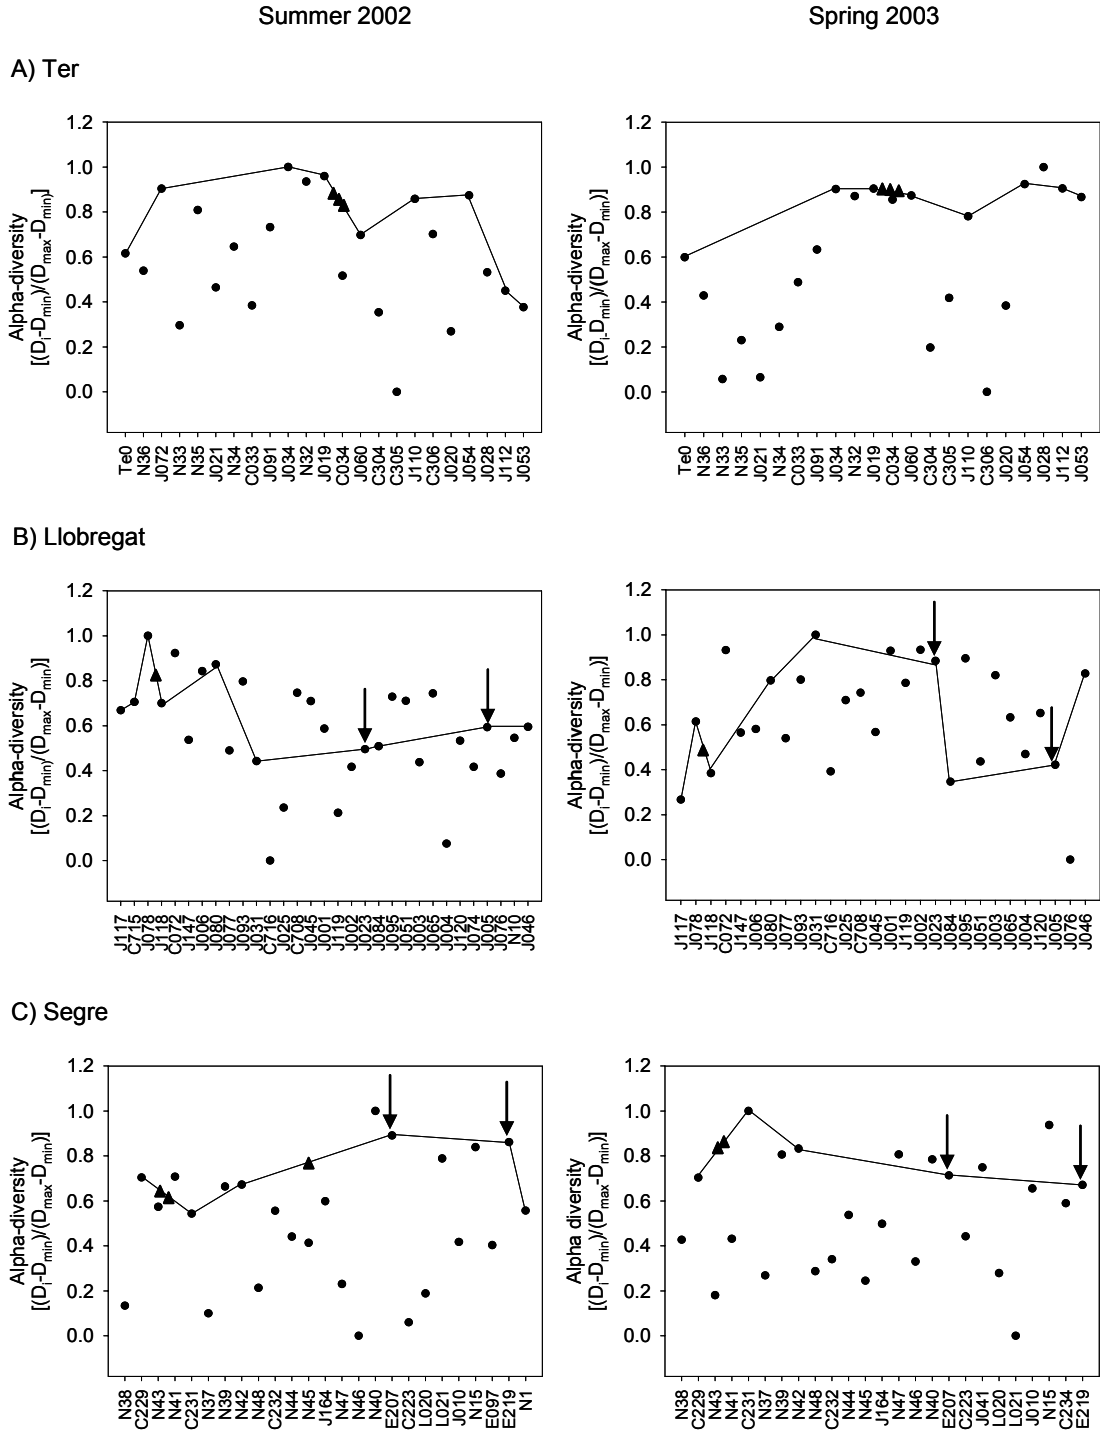 Summer 2002
Spring 2003
A) Ter
Alpha-diversity
[(Di-Dmin)/(Dmax-Dmin)]
1.2
1.0
0.8
0.6
0.4
0.2
0.0
Te0 N36 J072 N33 N35 J021 N34 C033 J091 J034 N32 J019 C034 J060 C304 C305 J110 C306 J020 J054 J028 J112 J053
Alpha-diversity
[(Di-Dmin)/(Dmax-Dmin)]
1.2
1.0
0.8
0.6
0.4
0.2
0.0
Te0 N36 N33 N35 J021 N34 C033 J091 J034 N32 J019 C034 J060 C304 C305 J110 C306 J020 J054 J028 J112 J053
B) Llobregat
Alpha-diversity
[(Di-Dmin)/(Dmax-Dmin)]
1.2
1.0
0.8
0.6
0.4
0.2
0.0
J117 C715 J078 J118 C072 J147 J006 J080 J077 J093 J031 C716 J025 C708 J045 J001 J119 J002 J023 J084 J095 J051 J003 J065 J004 J120 J074 J005 J076 N10 J046
Alpha-diversity
[(Di-Dmin)/(Dmax-Dmin)]
1.2
1.0
0.8
0.6
0.4
0.2
0.0
J117 J078 J118 C072 J147 J006 J080 J077 J093 J031 C716 J025 C708 J045 J001 J119 J002 J023 J084 J095 J051 J003 J065 J004 J120 J005 J076 J046
C) Segre
Alpha-diversity
[(Di-Dmin)/(Dmax-Dmin)]
1.2
1.0
0.8
0.6
0.4
0.2
0.0
N38 C229 N43 N41 C231 N37 N39 N42 N48 C232 N44 N45 J164 N47 N46 N40 E207 C223 L020 L021 J010 N15 E097 E219 N1
Alpha diversity
[(Di-Dmin)/(Dmax-Dmin)]
1.2
1.0
0.8
0.6
0.4
0.2
0.0
N38 C229 N43 N41 C231 N37 N39 N42 N48 C232 N44 N45 J164 N47 N46 N40 E207 C223 J041 L020 L021 J010 N15 C234 E219